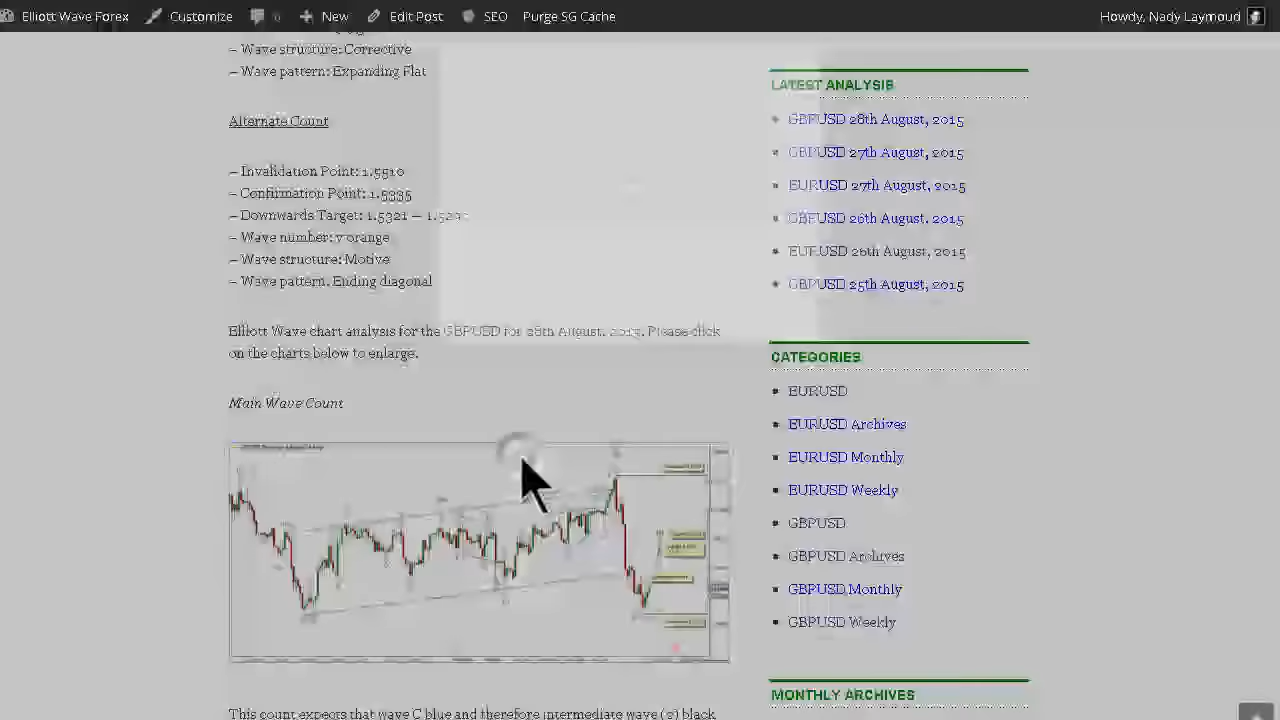 Elliott Wave Forex Customize 0 New Edit Post SEO Purge SG Cache Howdy, Nady Laymoud
– Wave structure: Corrective
– Wave pattern: Expanding Flat
Alternate Count
– Invalidation Point: 1.5510
– Confirmation Point: 1.5335
– Downwards Target: 1.5321 –
– Wave number: v orange
– Wave structure: Motive
– Wave pattern: Ending diagonal
Elliott Wave chart analysis for the GBPUSD for 28th August, 2015. Please click
on the charts below to enlarge.
Main Wave Count
This count expects that wave C blue and therefore intermediate wave (2) black
LATEST ANALYSIS
GBPUSD 28th August, 2015
GBPUSD 27th August, 2015
EURUSD 27th August, 2015
GBPUSD 26th August, 2015
EURUSD 26th August, 2015
GBPUSD 25th August, 2015
CATEGORIES
EURUSD
EURUSD Archives
EURUSD Monthly
EURUSD Weekly
GBPUSD
GBPUSD Archives
GBPUSD Monthly
GBPUSD Weekly
MONTHLY ARCHIVES